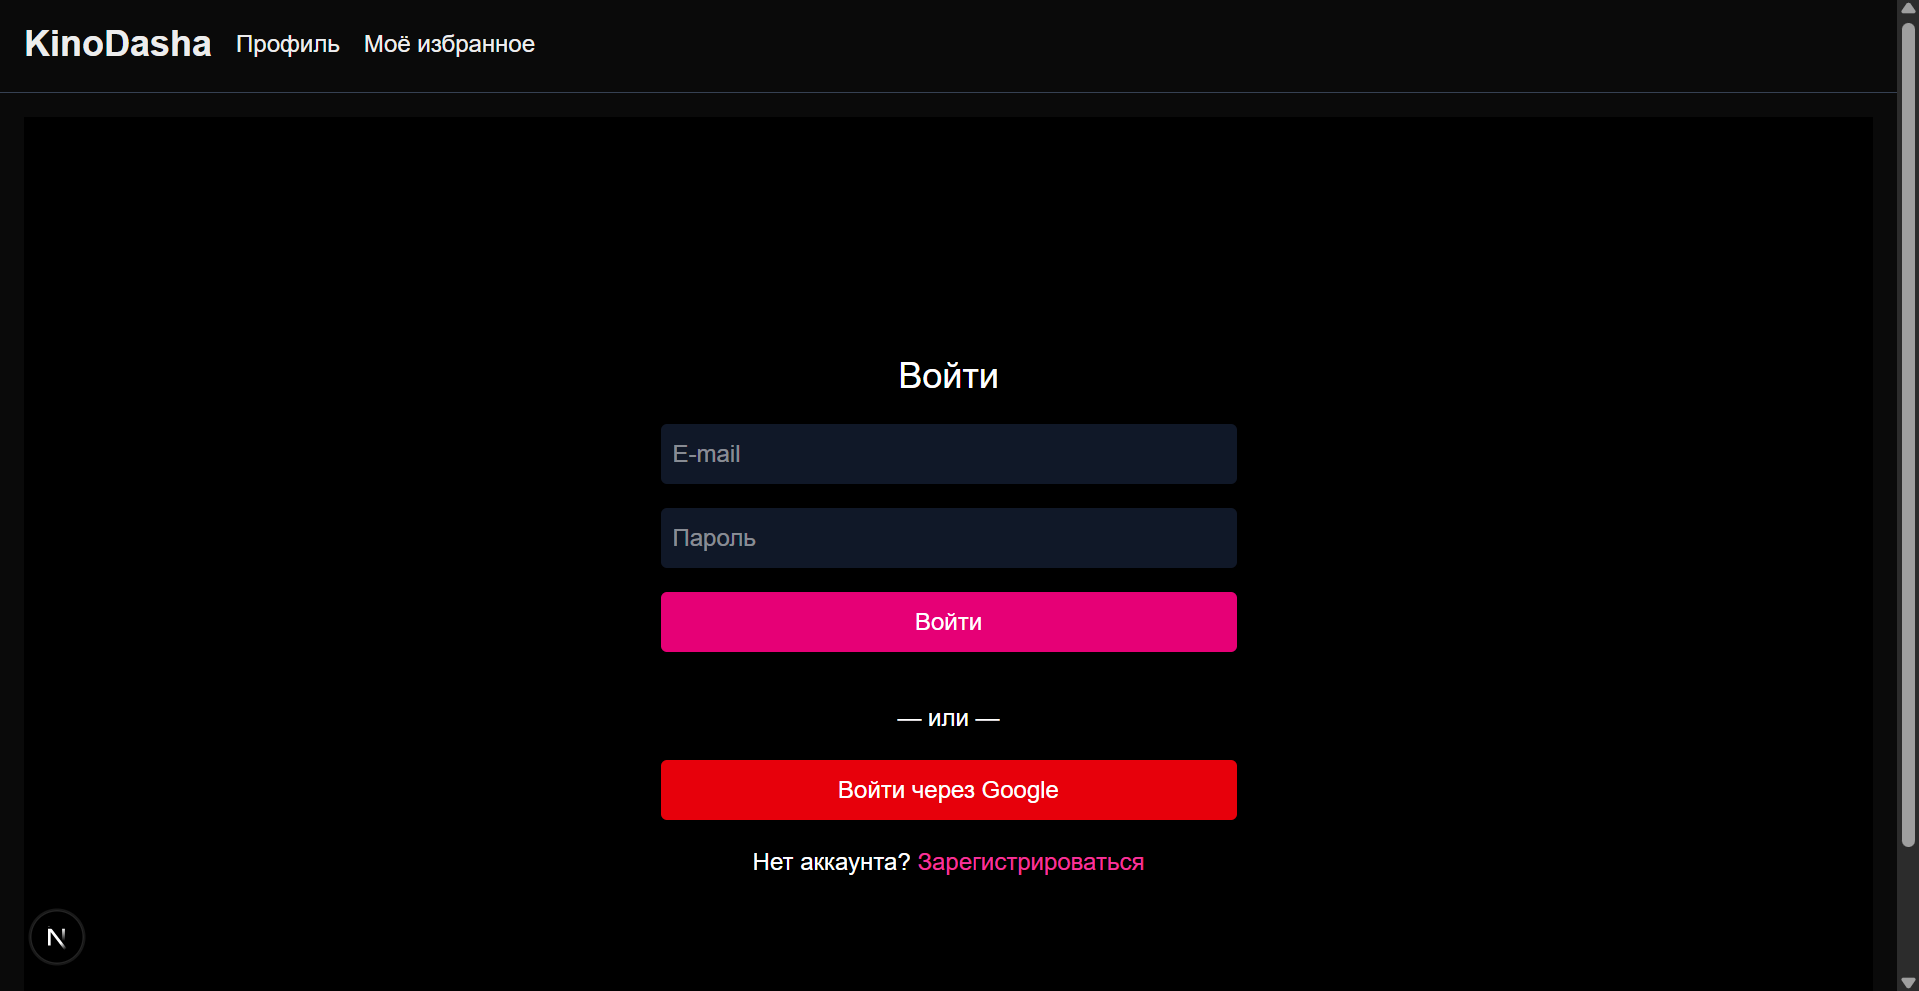 KinoDasha Профиль Моё избранное
Войти
E-mail
Пароль
Войти
— или —
Войти через Google
Нет аккаунта? Зарегистрироваться
N